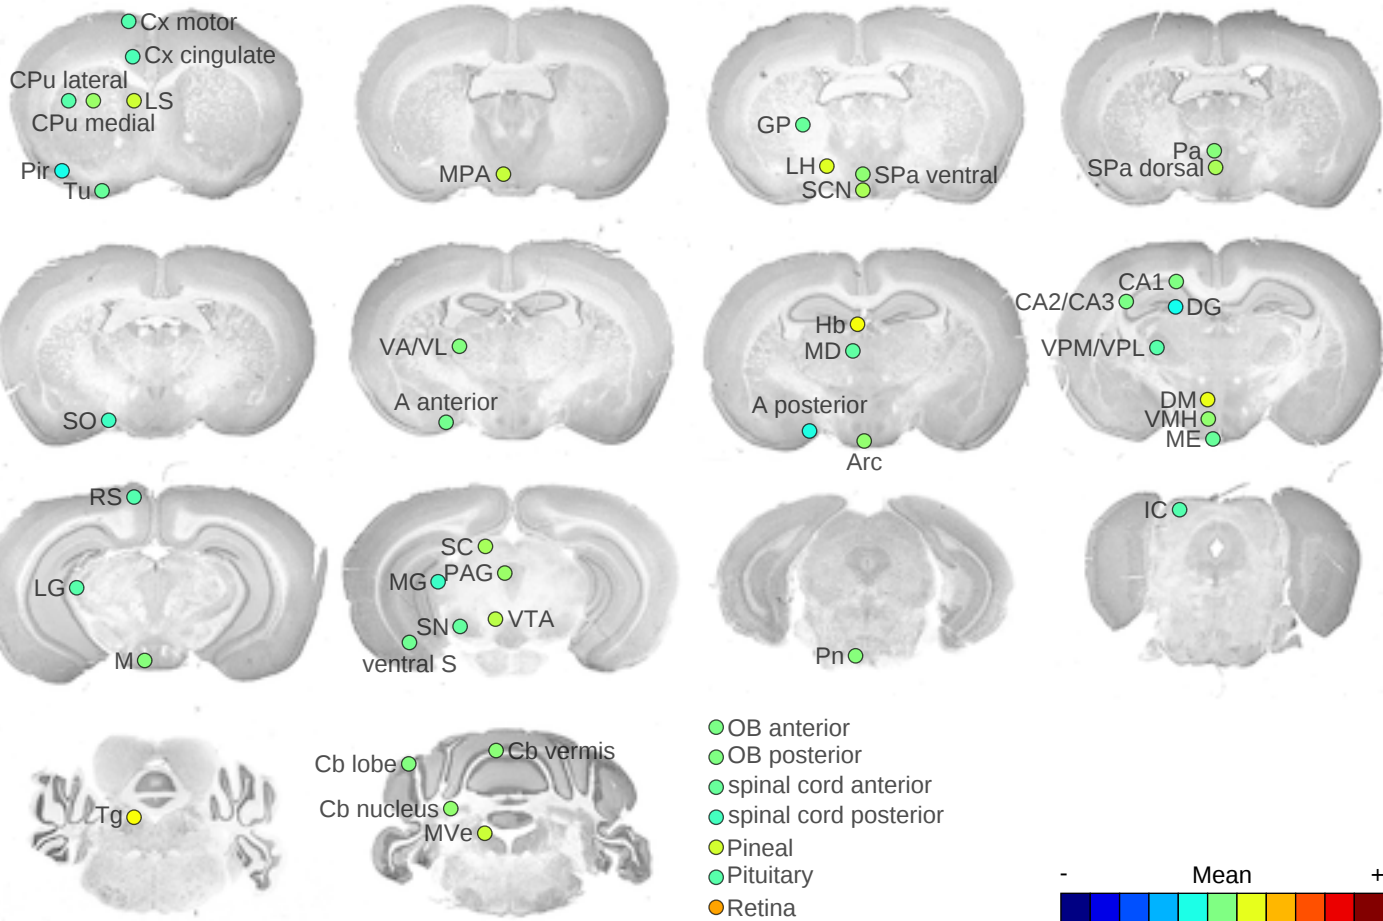 Cx motor
Cx cingulate
CPu lateral
LS
CPu medial
Pir
Tu
MPA
GP
LH
SPa ventral
SCN
Pa
SPa dorsal
SO
VA/VL
A anterior
Hb
MD
A posterior
Arc
CA1
CA2/CA3
DG
VPM/VPL
DM
VMH
ME
RS
LG
M
SC
MG
PAG
SN
VTA
ventral S
Pn
IC
Tg
Cb lobe
Cb vermis
Cb nucleus
MVe
OB anterior
OB posterior
spinal cord anterior
spinal cord posterior
Pineal
Pituitary
Retina
- Mean +